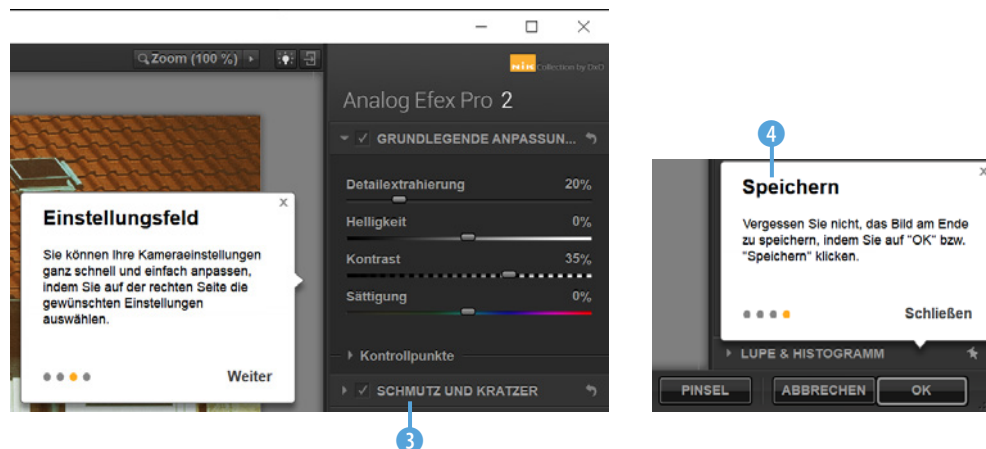 Zoom (100 %)
Nik Collection by DxO
Analog Efex Pro 2
GRUNDLEGENDE ANPASSUN...
Detailextrahierung 20%
Helligkeit 0%
Kontrast 35%
Sättigung 0%
Kontrollpunkte
SCHMUTZ UND KRATZER
3
Einstellungsfeld
x
Sie können Ihre Kameraeinstellungen
ganz schnell und einfach anpassen,
indem Sie auf der rechten Seite die
gewünschten Einstellungen
auswählen.
Weiter
4
Speichern
x
Vergessen Sie nicht, das Bild am Ende
zu speichern, indem Sie auf "OK" bzw.
"Speichern" klicken.
Schließen
LUPE & HISTOGRAMM
PINSEL ABBRECHEN OK